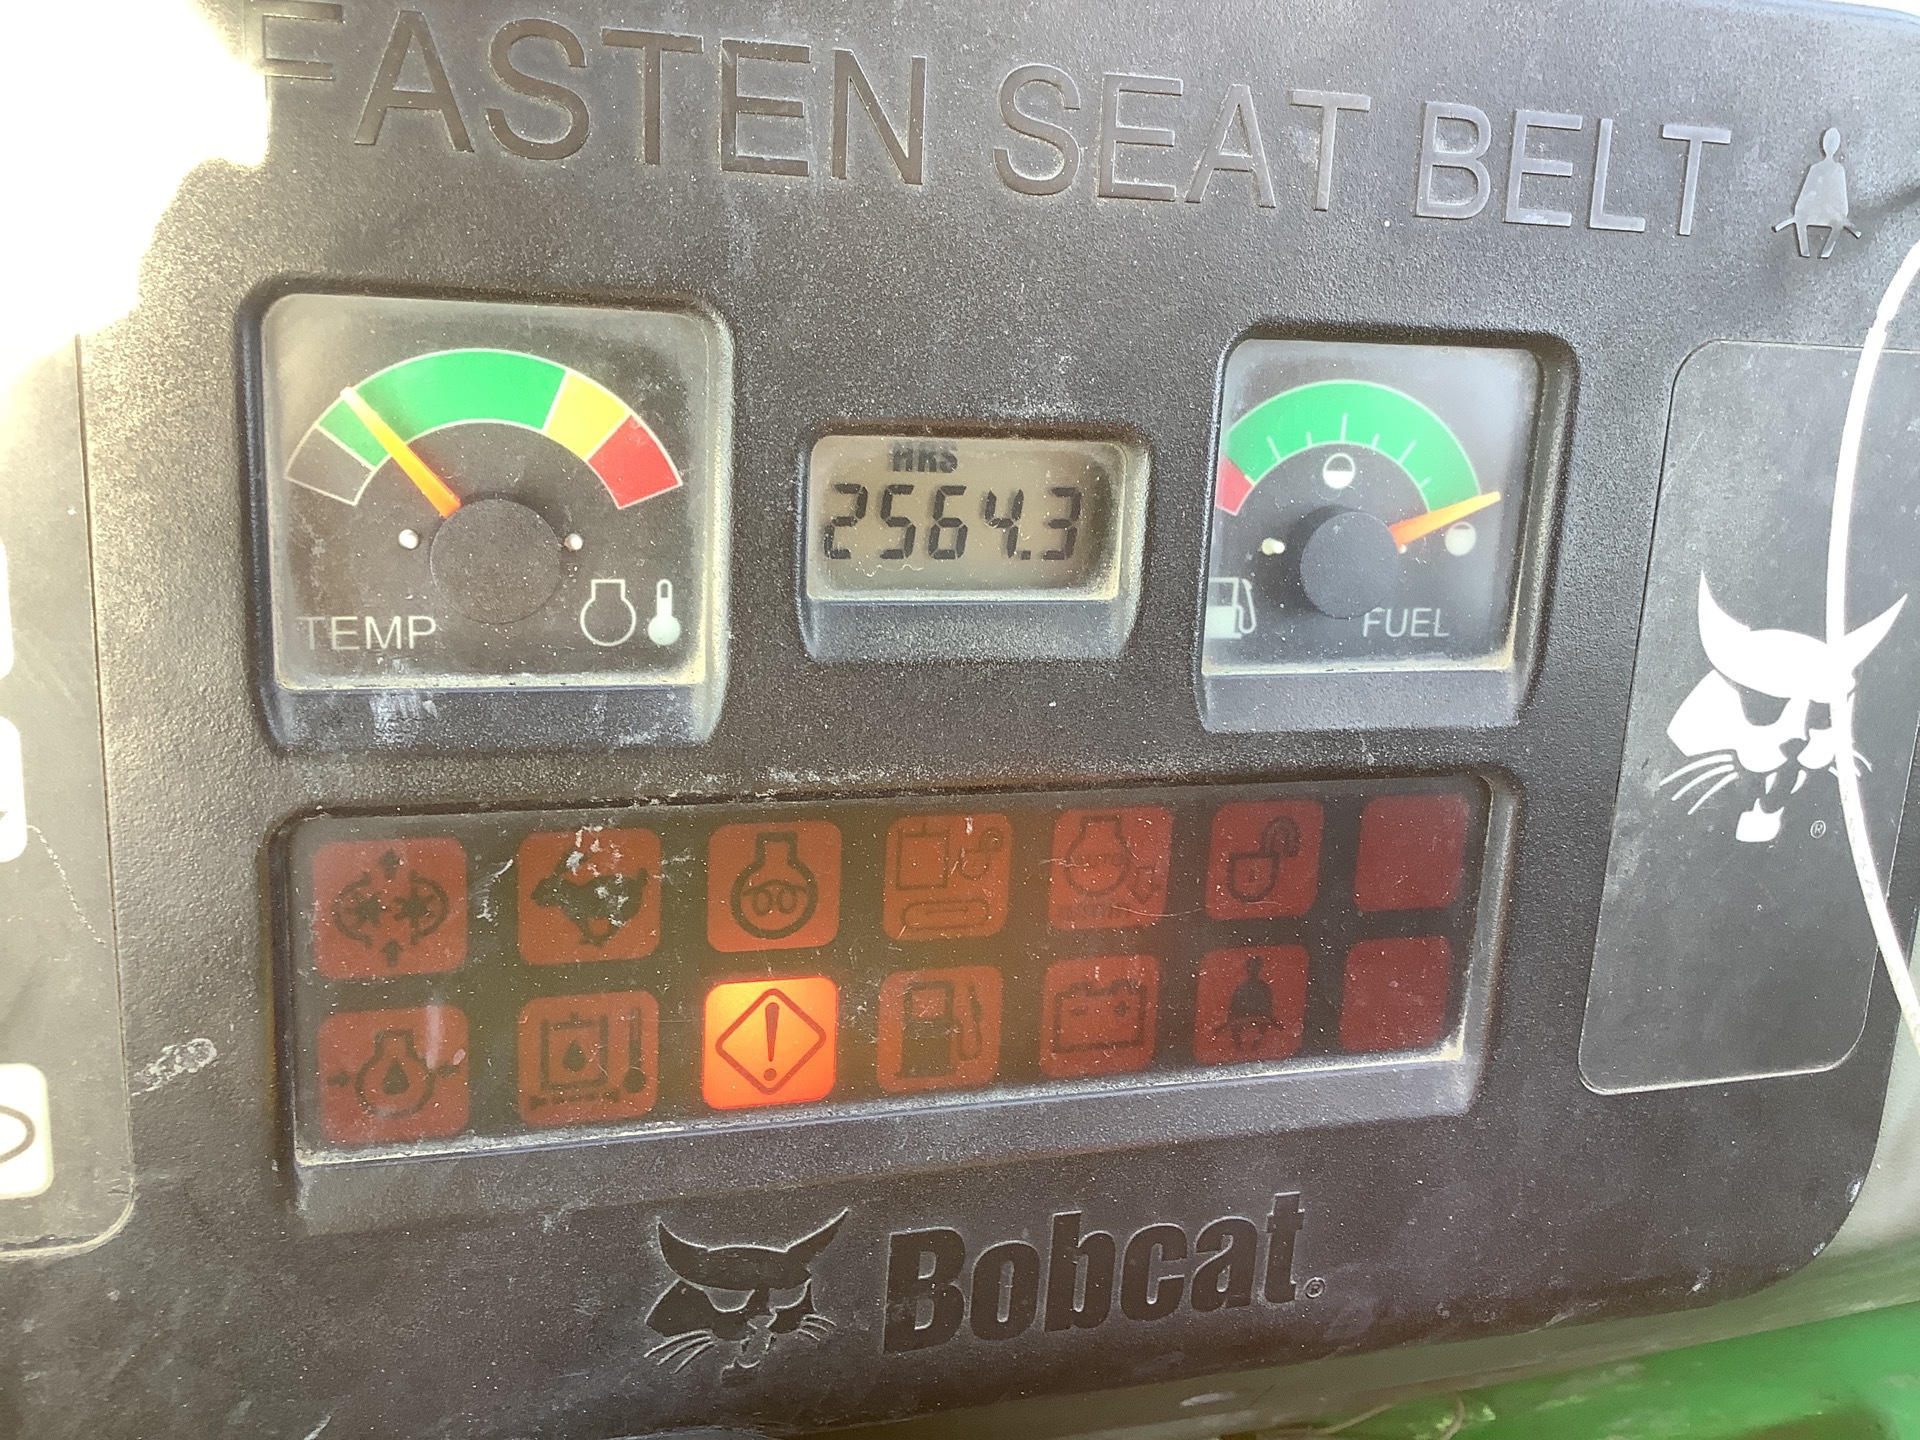 FASTEN SEAT BELT
HRS
2564.3
TEMP
FUEL
®
Bobcat®